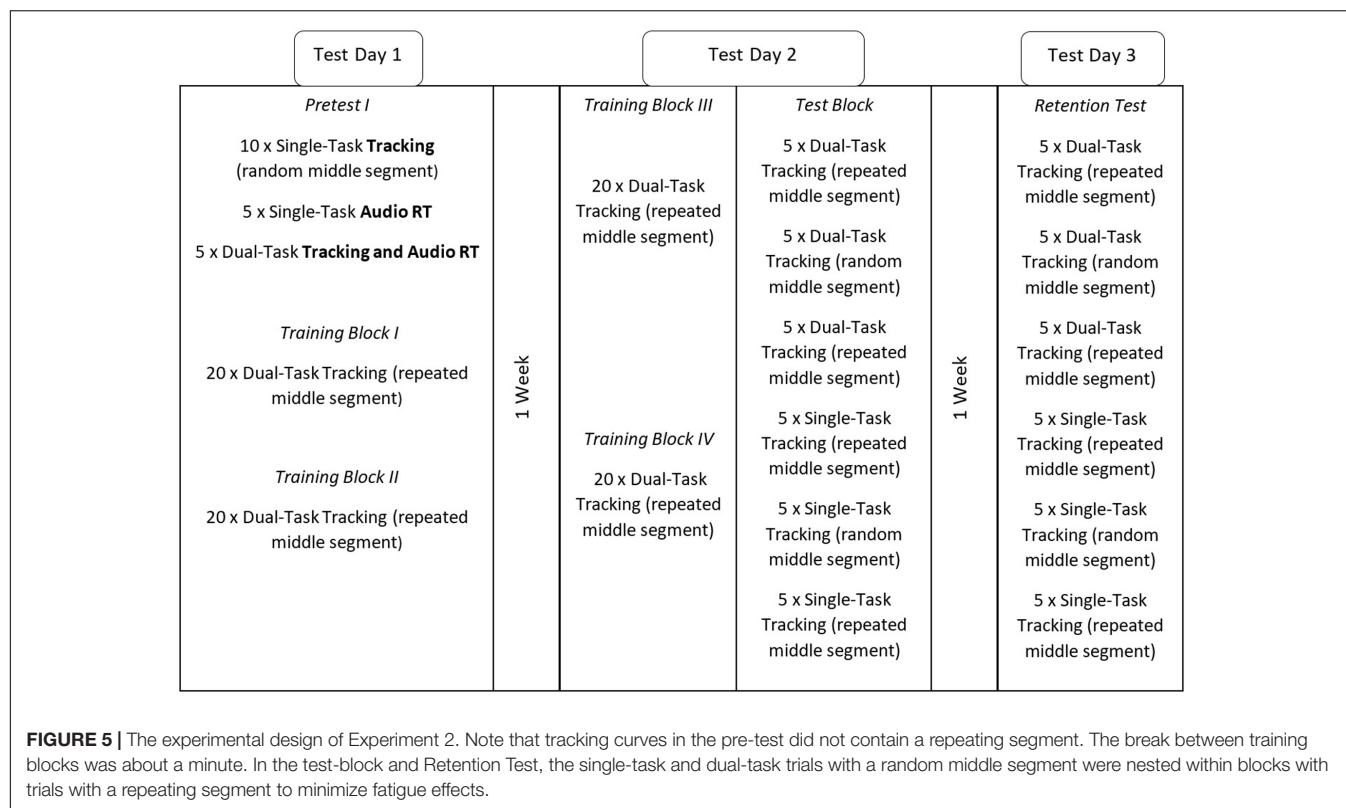 Test Day 1
Test Day 2
Test Day 3
Pretest I
10 x Single-Task Tracking
(random middle segment)
5 x Single-Task Audio RT
5 x Dual-Task Tracking and Audio RT
Training Block I
20 x Dual-Task Tracking (repeated
middle segment)
Training Block II
20 x Dual-Task Tracking (repeated
middle segment)
1 Week
Training Block III
20 x Dual-Task
Tracking (repeated
middle segment)
Training Block IV
20 x Dual-Task
Tracking (repeated
middle segment)
Test Block
5 x Dual-Task
Tracking (repeated
middle segment)
5 x Dual-Task
Tracking (random
middle segment)
5 x Dual-Task
Tracking (repeated
middle segment)
5 x Single-Task
Tracking (repeated
middle segment)
5 x Single-Task
Tracking (random
middle segment)
5 x Single-Task
Tracking (repeated
middle segment)
1 Week
Retention Test
5 x Dual-Task
Tracking (repeated
middle segment)
5 x Dual-Task
Tracking (random
middle segment)
5 x Dual-Task
Tracking (repeated
middle segment)
5 x Single-Task
Tracking (repeated
middle segment)
5 x Single-Task
Tracking (random
middle segment)
5 x Single-Task
Tracking (repeated
middle segment)
FIGURE 5 | The experimental design of Experiment 2. Note that tracking curves in the pre-test did not contain a repeating segment. The break between training
blocks was about a minute. In the test-block and Retention Test, the single-task and dual-task trials with a random middle segment were nested within blocks with
trials with a repeating segment to minimize fatigue effects.